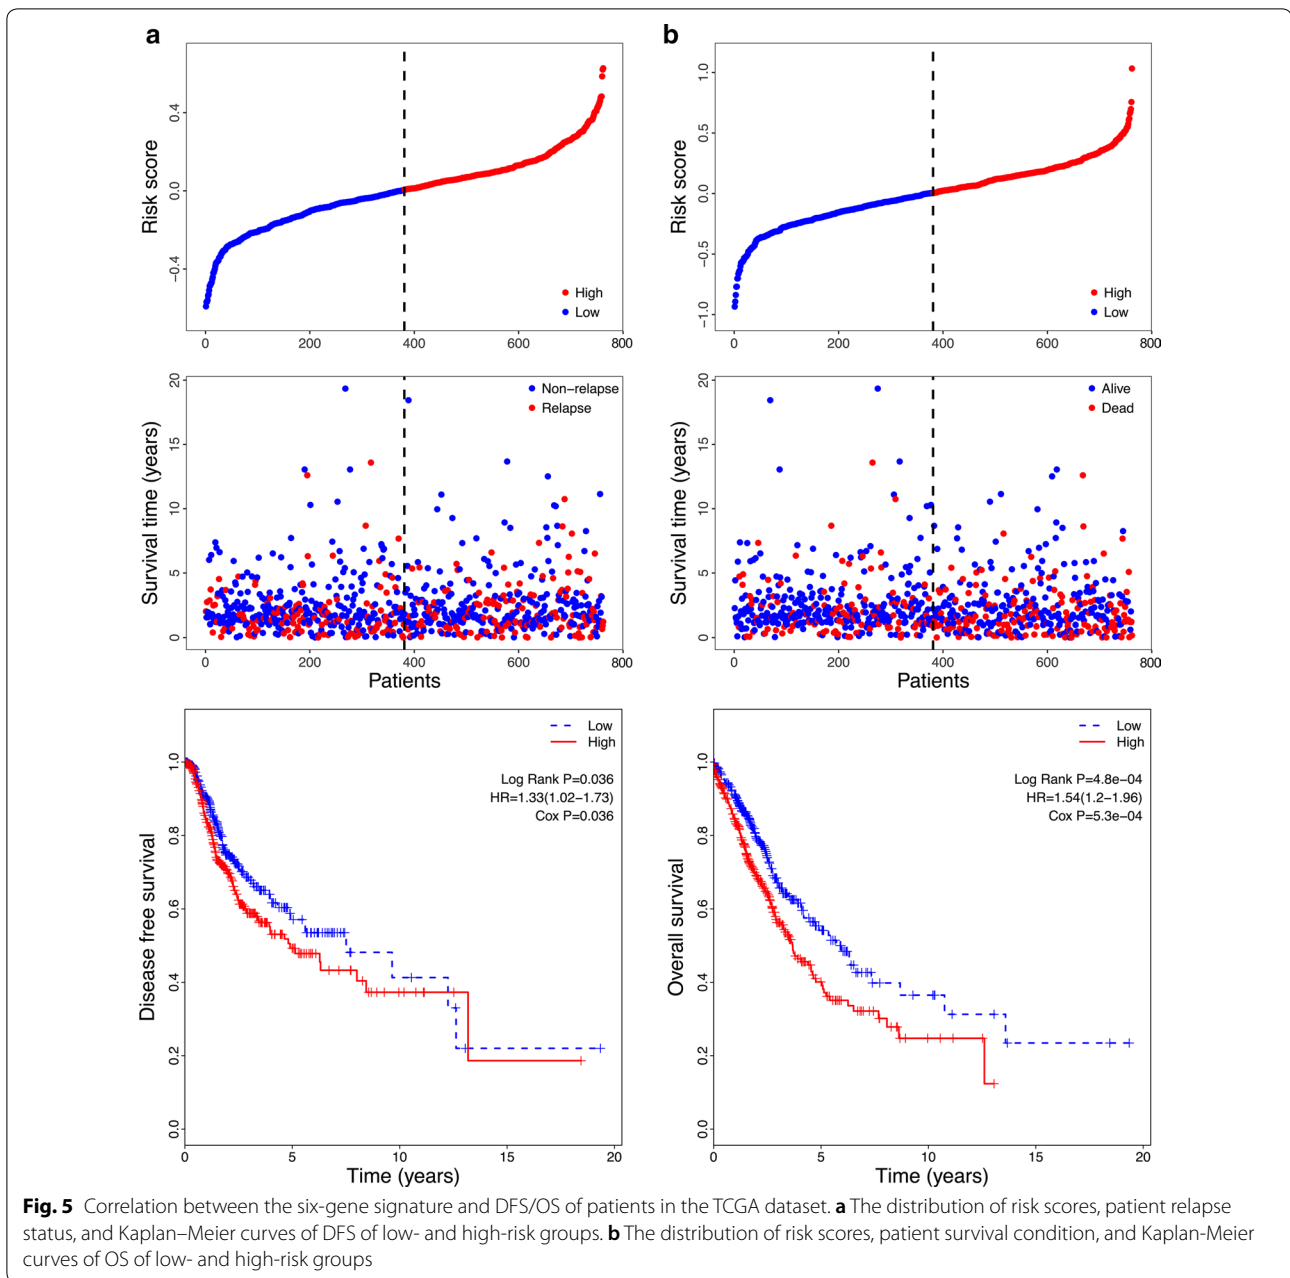 a
b
Risk score
0.4
0.0
−0.4
High
Low
0
200
400
600
800
Risk score
1.0
0.5
0.0
−0.5
−1.0
High
Low
0
200
400
600
800
Survival time (years)
20
15
10
5
0
Non−relapse
Relapse
0
200
400
600
800
Patients
Survival time (years)
20
15
10
5
0
Alive
Dead
0
200
400
600
800
Patients
Disease free survival
1.0
0.8
0.6
0.4
0.2
0.0
Low
High
Log Rank P=0.036
HR=1.33(1.02−1.73)
Cox P=0.036
0
5
10
15
20
Time (years)
Overall survival
1.0
0.8
0.6
0.4
0.2
0.0
Low
High
Log Rank P=4.8e−04
HR=1.54(1.2−1.96)
Cox P=5.3e−04
0
5
10
15
20
Time (years)
Fig. 5 Correlation between the six-gene signature and DFS/OS of patients in the TCGA dataset. a The distribution of risk scores, patient relapse
status, and Kaplan–Meier curves of DFS of low- and high-risk groups. b The distribution of risk scores, patient survival condition, and Kaplan-Meier
curves of OS of low- and high-risk groups